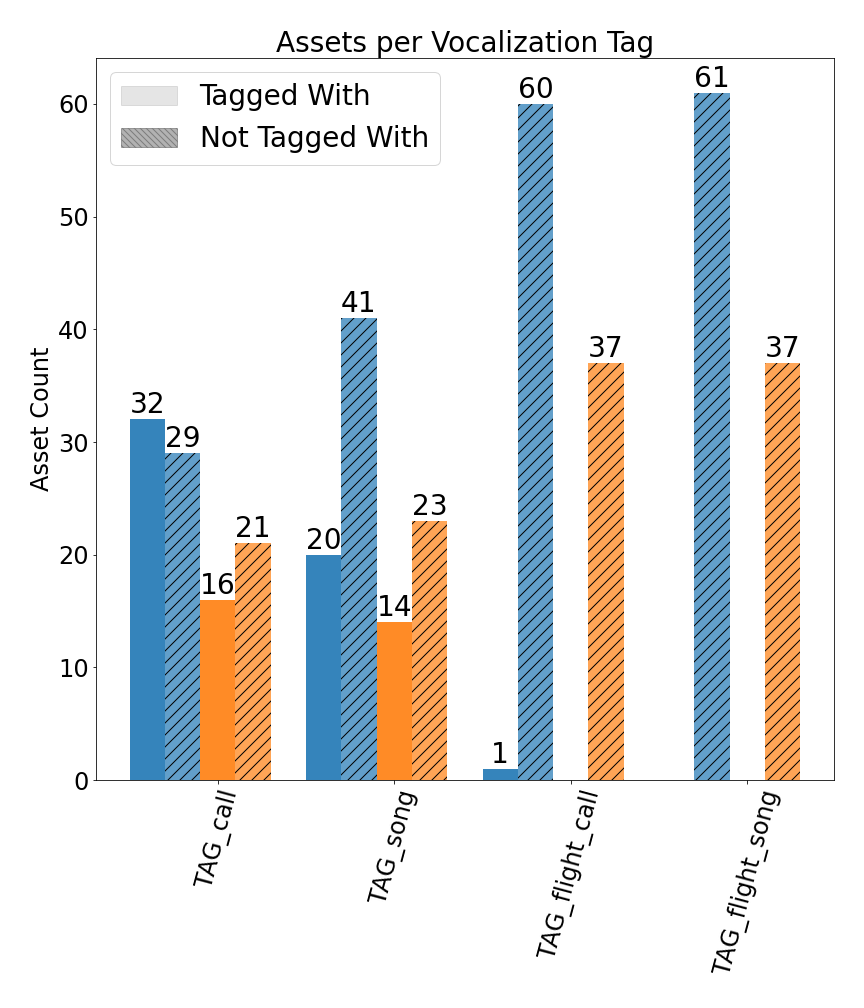 Assets per Vocalization Tag
Tagged With
Not Tagged With
Asset Count
60
50
40
30
20
10
0
32
29
16
21
20
41
14
23
1
60
37
61
37
TAG_call
TAG_song
TAG_flight_call
TAG_flight_song